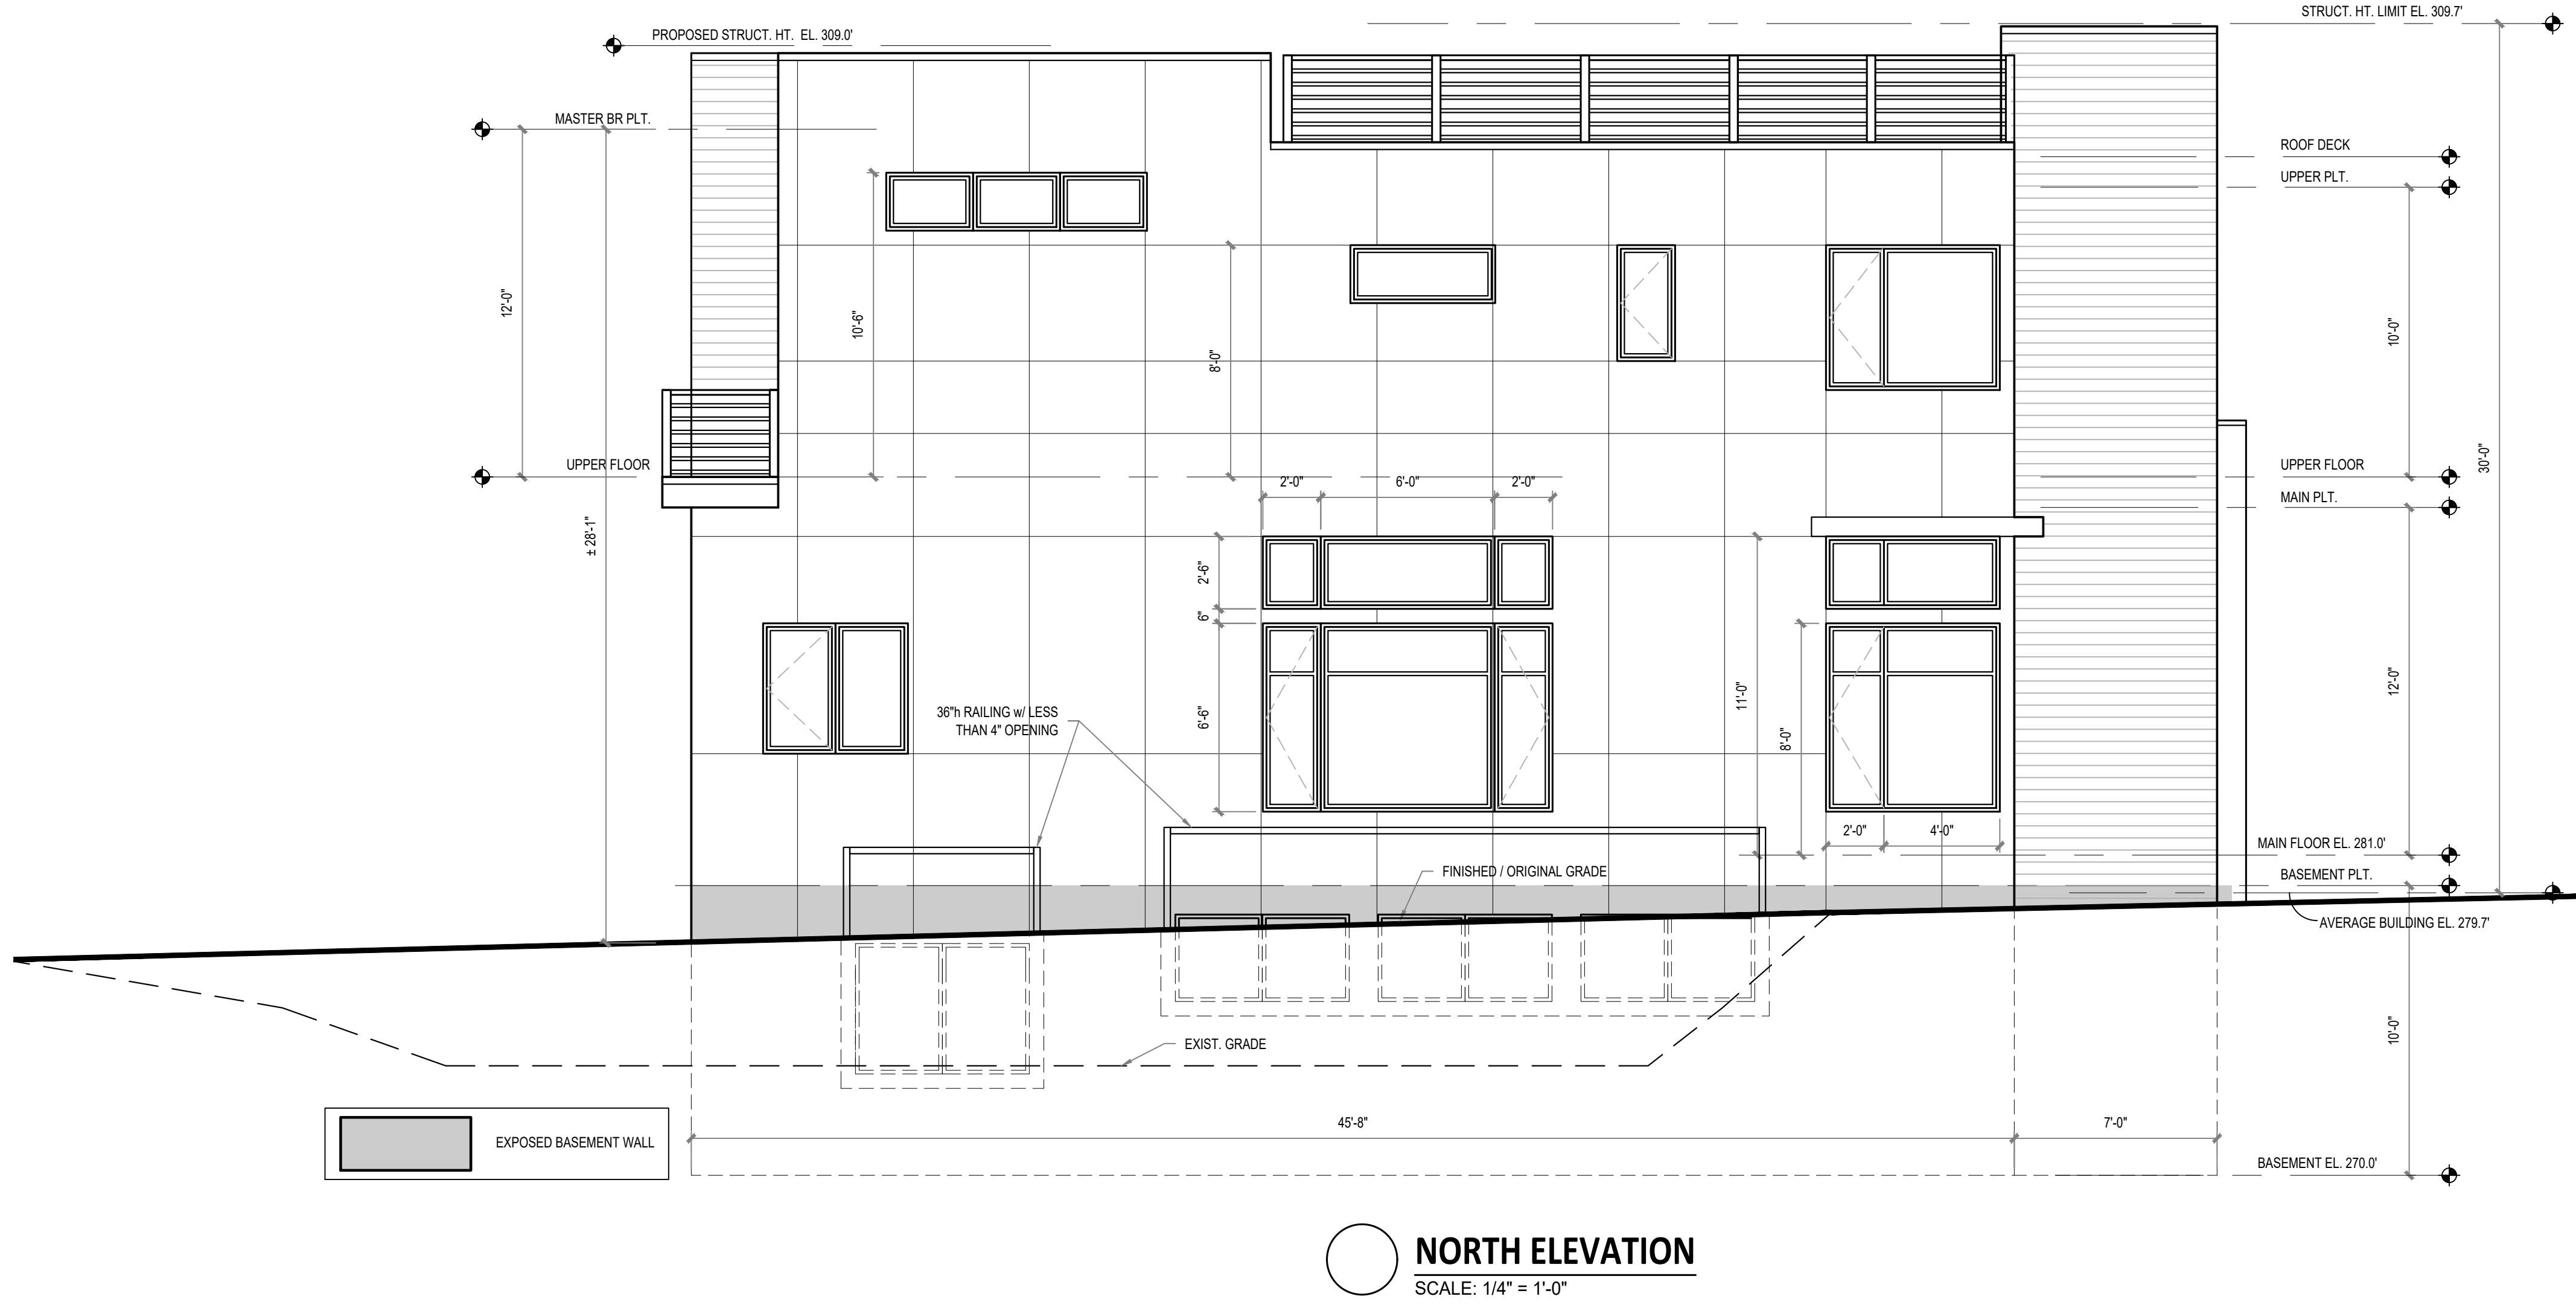 STRUCT. HT. LIMIT EL. 309.7'
PROPOSED STRUCT. HT. EL. 309.0'
MASTER BR PLT.
ROOF DECK
UPPER PLT.
12'-0"
10'-6"
8'-0"
10'-0"
30'-0"
UPPER FLOOR
UPPER FLOOR
2'-0"
6'-0"
2'-0"
MAIN PLT.
± 28'-1"
2'-6"
6"
6'-6"
11'-0"
8'-0"
12'-0"
36"h RAILING w/ LESS
THAN 4" OPENING
2'-0"
4'-0"
MAIN FLOOR EL. 281.0'
FINISHED / ORIGINAL GRADE
BASEMENT PLT.
AVERAGE BUILDING EL. 279.7'
EXIST. GRADE
10'-0"
EXPOSED BASEMENT WALL
45'-8"
7'-0"
BASEMENT EL. 270.0'
NORTH ELEVATION
SCALE: 1/4" = 1'-0"